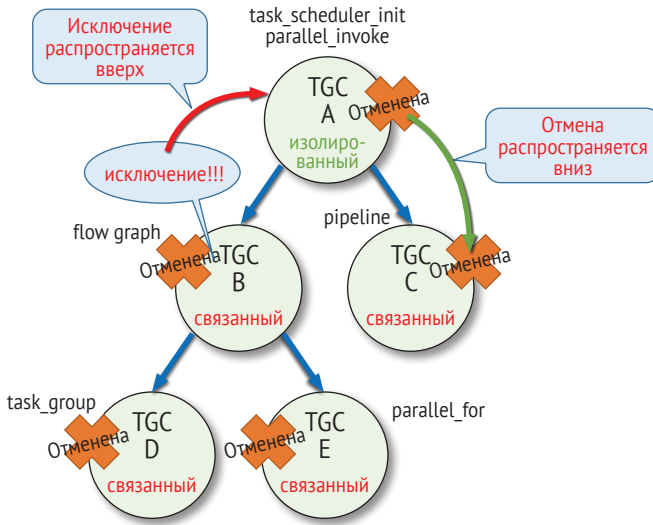 task_scheduler_init
parallel_invoke
Исключение
распространяется
вверх
TGC
A
Отменена
изолиро-
ванный
Отмена
распространяется
вниз
исключение!!!
flow graph
Отменена
TGC
B
связанный
pipeline
TGC
C
Отменена
связанный
task_group
Отменена
TGC
D
связанный
Отменена
TGC
E
связанный
parallel_for